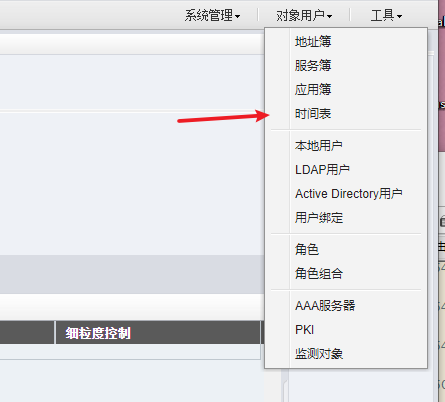 系统管理 对象用户 工具
地址簿
服务簿
应用簿
时间表
本地用户
LDAP用户
Active Directory用户
用户绑定
角色
角色组合
AAA服务器
PKI
监测对象
细粒度控制